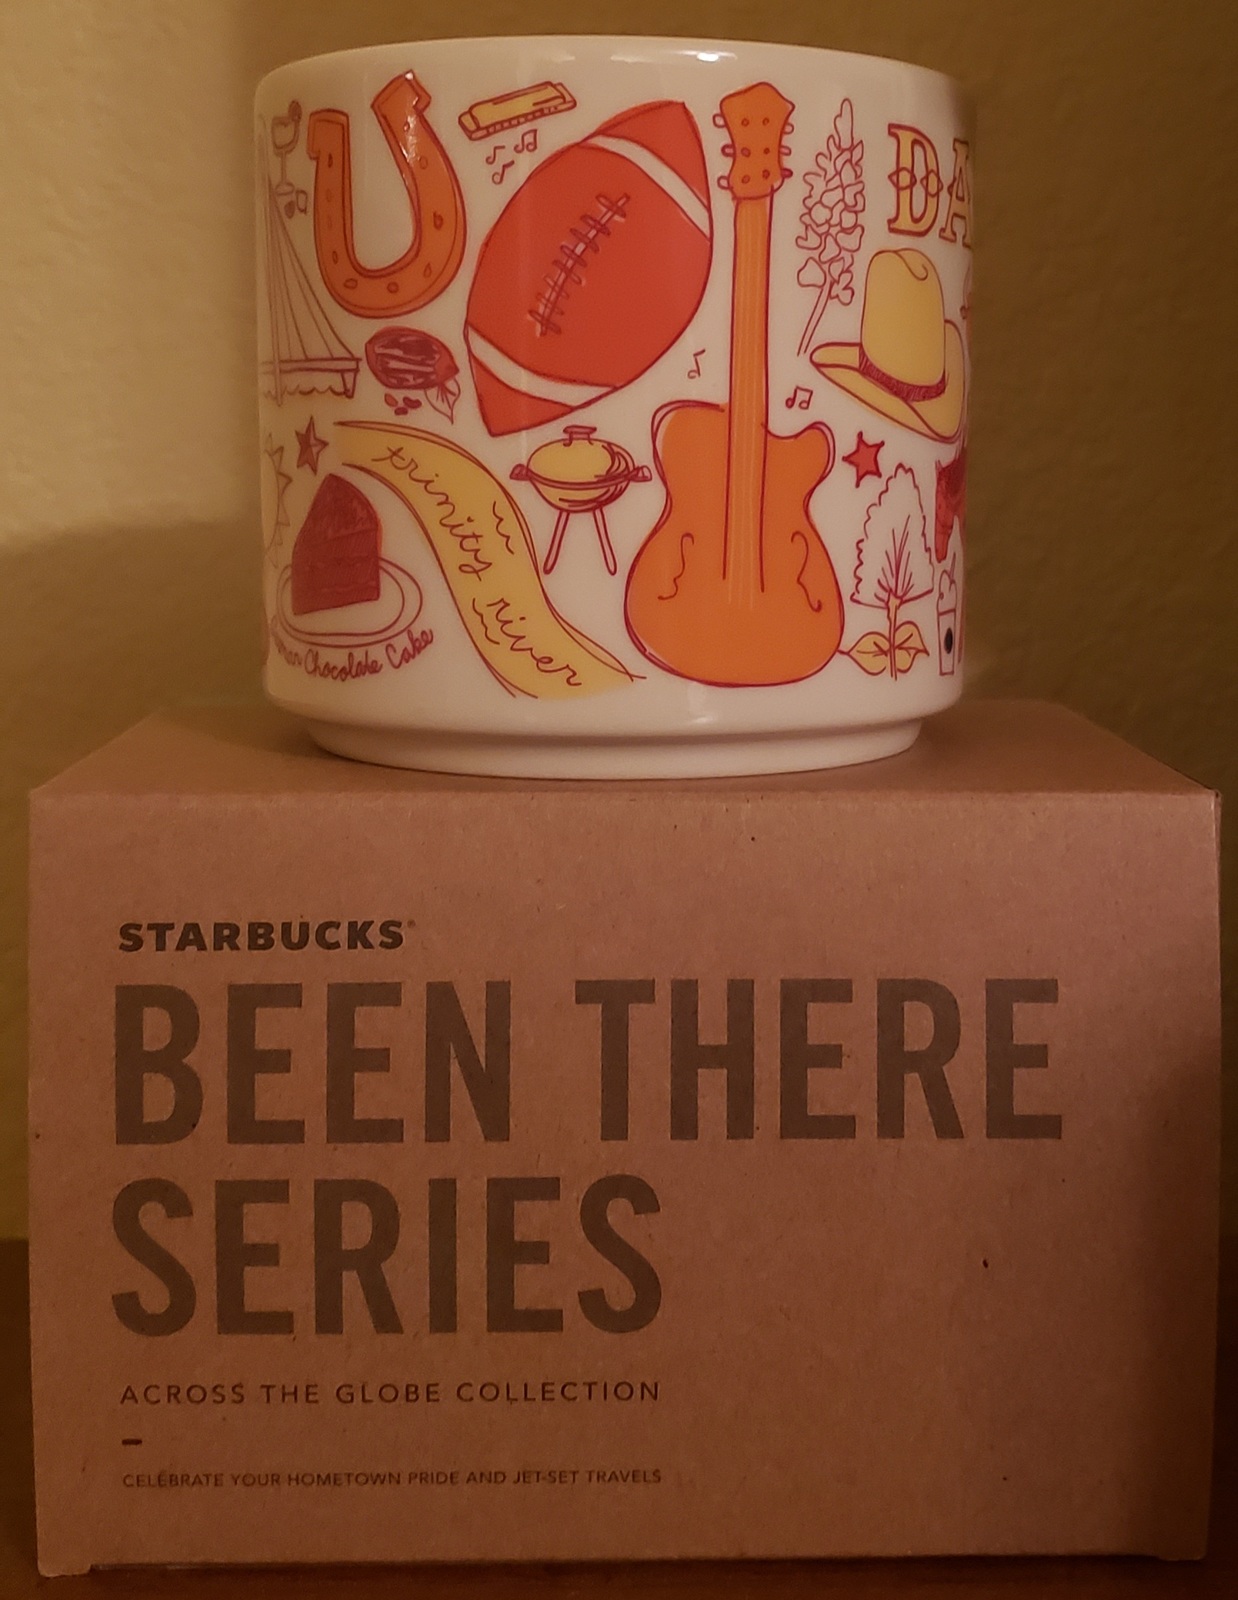 DA
trinity
river
Chocolate Cake
STARBUCKS
BEEN THERE
SERIES
ACROSS THE GLOBE COLLECTION
CELEBRATE YOUR HOMETOWN PRIDE AND JET-SET TRAVELS